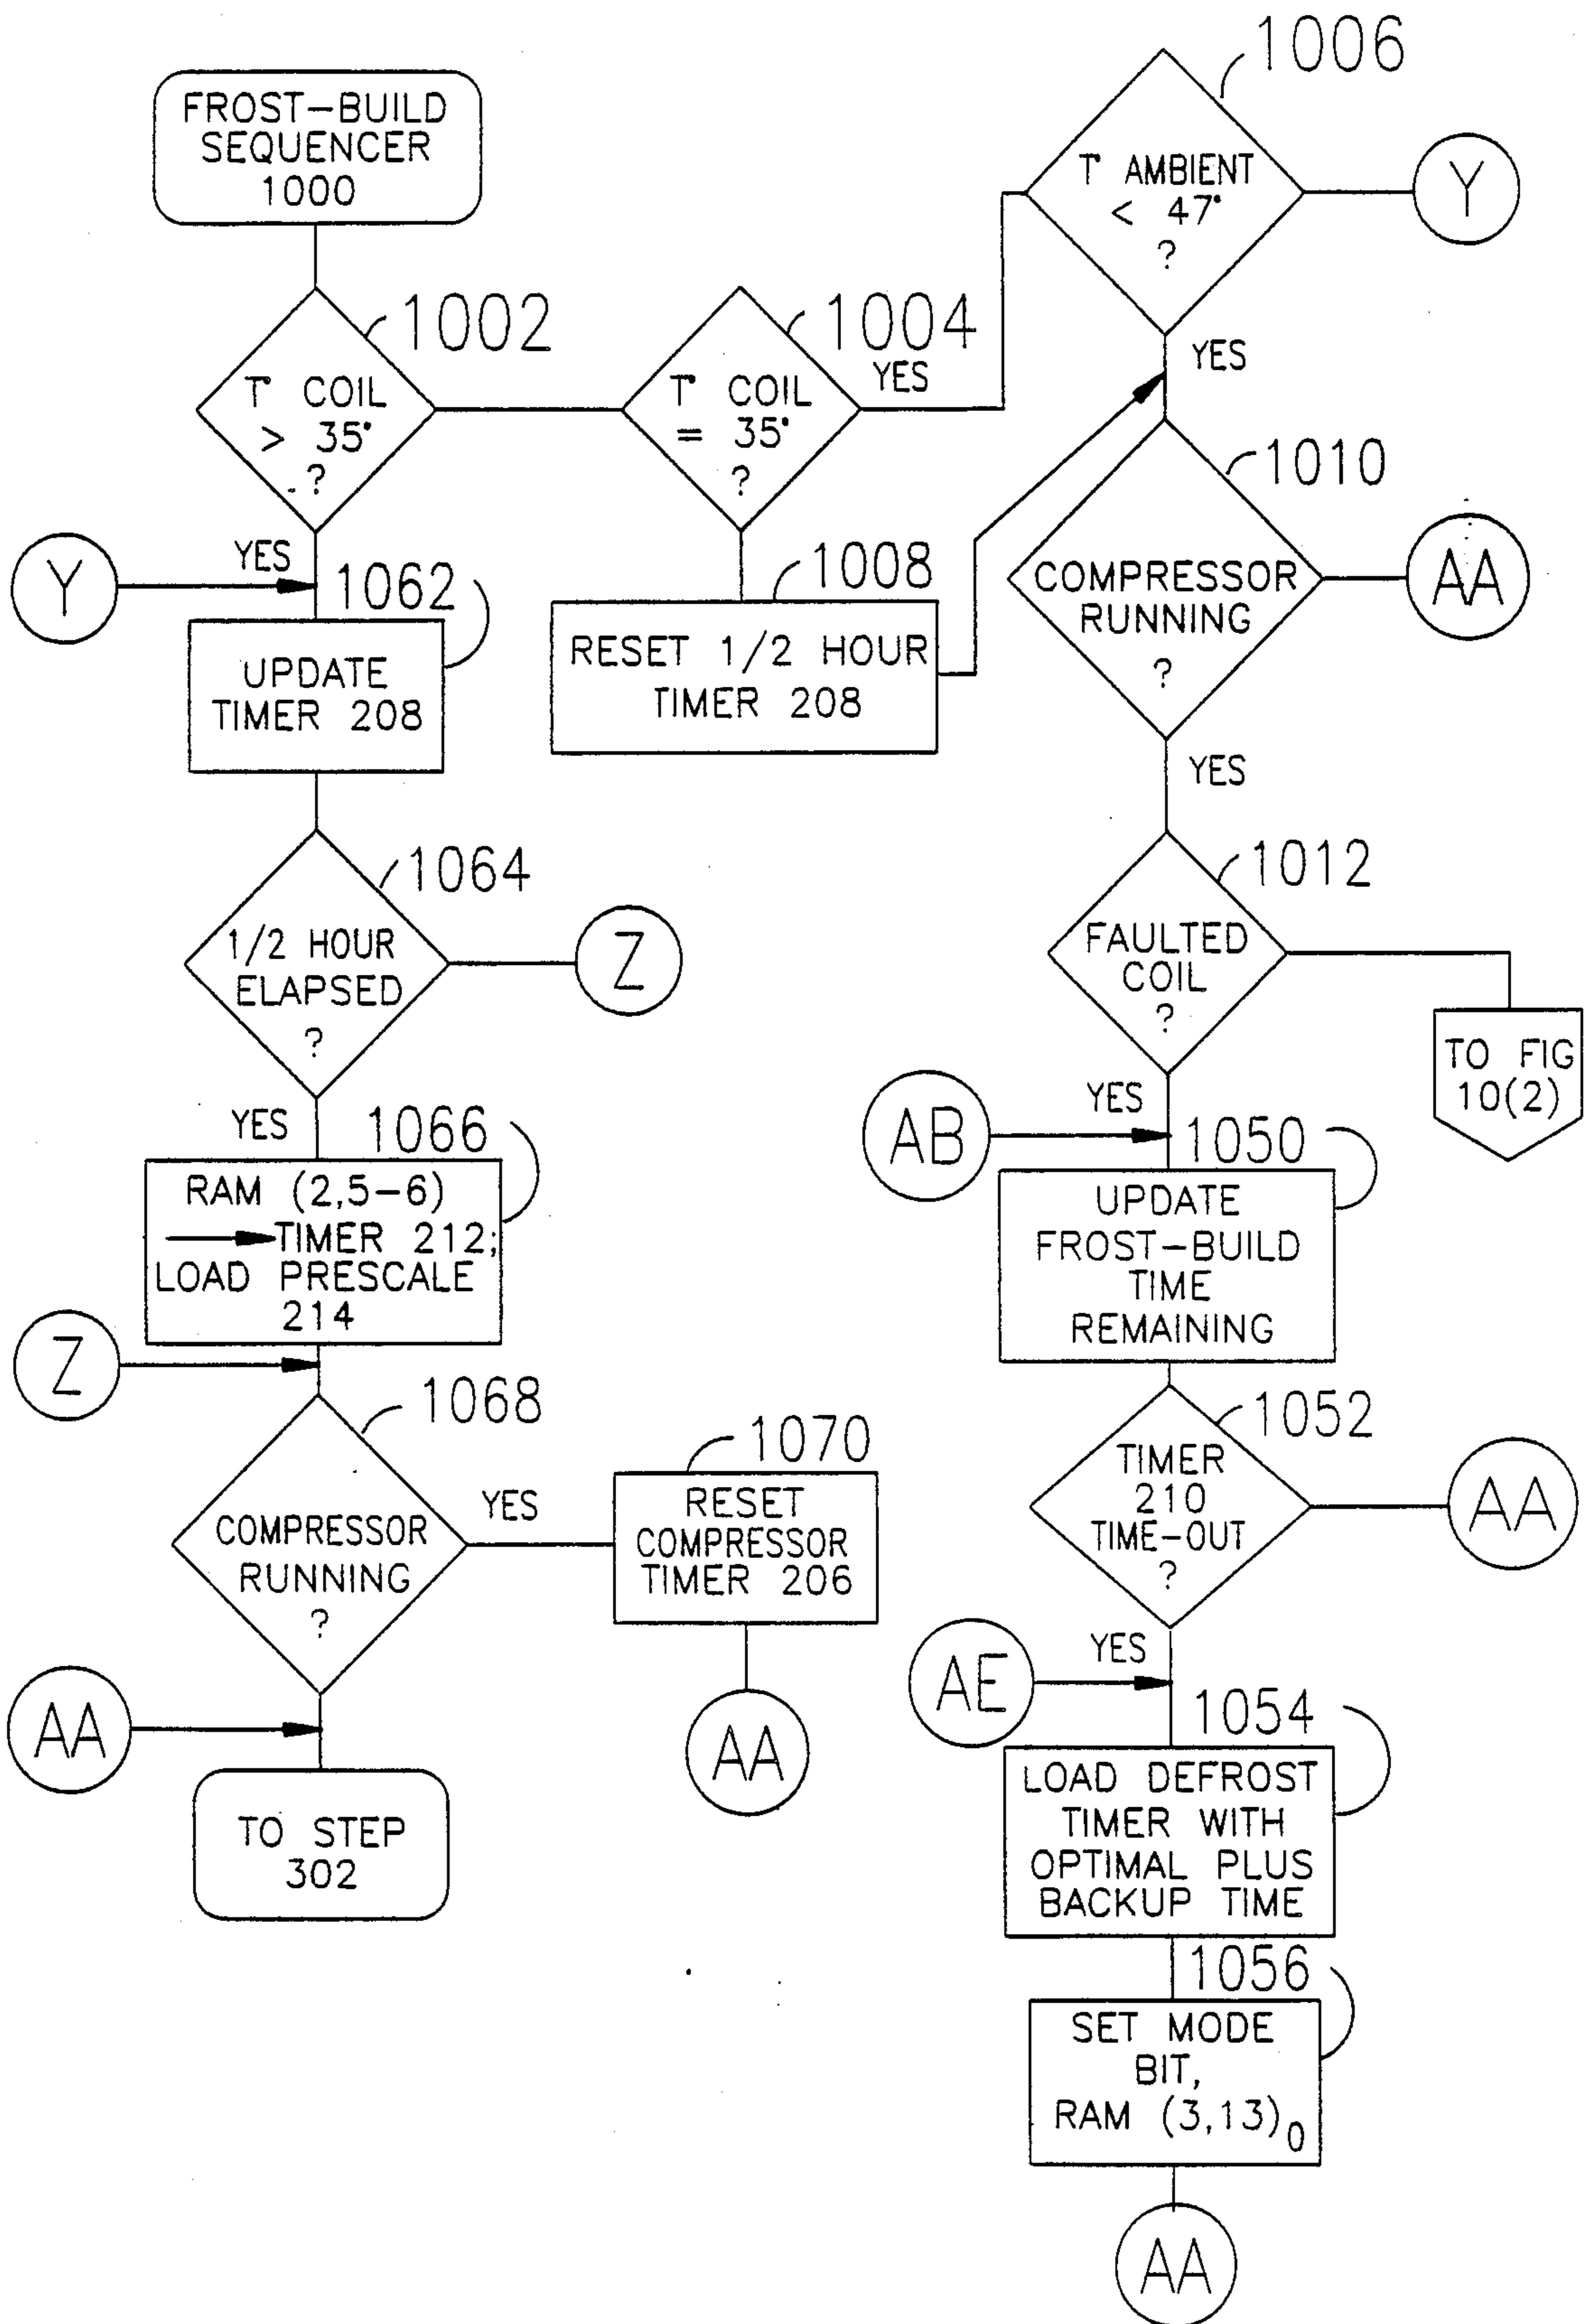 FROST-BUILD
SEQUENCER
1000
1002
T° COIL
> 35°
?
YES
1004
T° COIL
= 35°
?
YES
1006
T° AMBIENT
< 47°
?
Y
YES
1008
RESET 1/2 HOUR
TIMER 208
1010
COMPRESSOR
RUNNING
?
AA
YES
1012
FAULTED
COIL
?
TO FIG
10(2)
YES
AB
1050
UPDATE
FROST-BUILD
TIME
REMAINING
1052
TIMER
210
TIME-OUT
?
AA
YES
AE
1054
LOAD DEFROST
TIMER WITH
OPTIMAL PLUS
BACKUP TIME
1056
SET MODE
BIT,
RAM (3,13)0
AA
Y
1062
UPDATE
TIMER 208
1064
1/2 HOUR
ELAPSED
?
Z
YES
1066
RAM (2,5-6)
→TIMER 212;
LOAD PRESCALE
214
Z
1068
COMPRESSOR
RUNNING
?
YES
1070
RESET
COMPRESSOR
TIMER 206
AA
AA
TO STEP
302